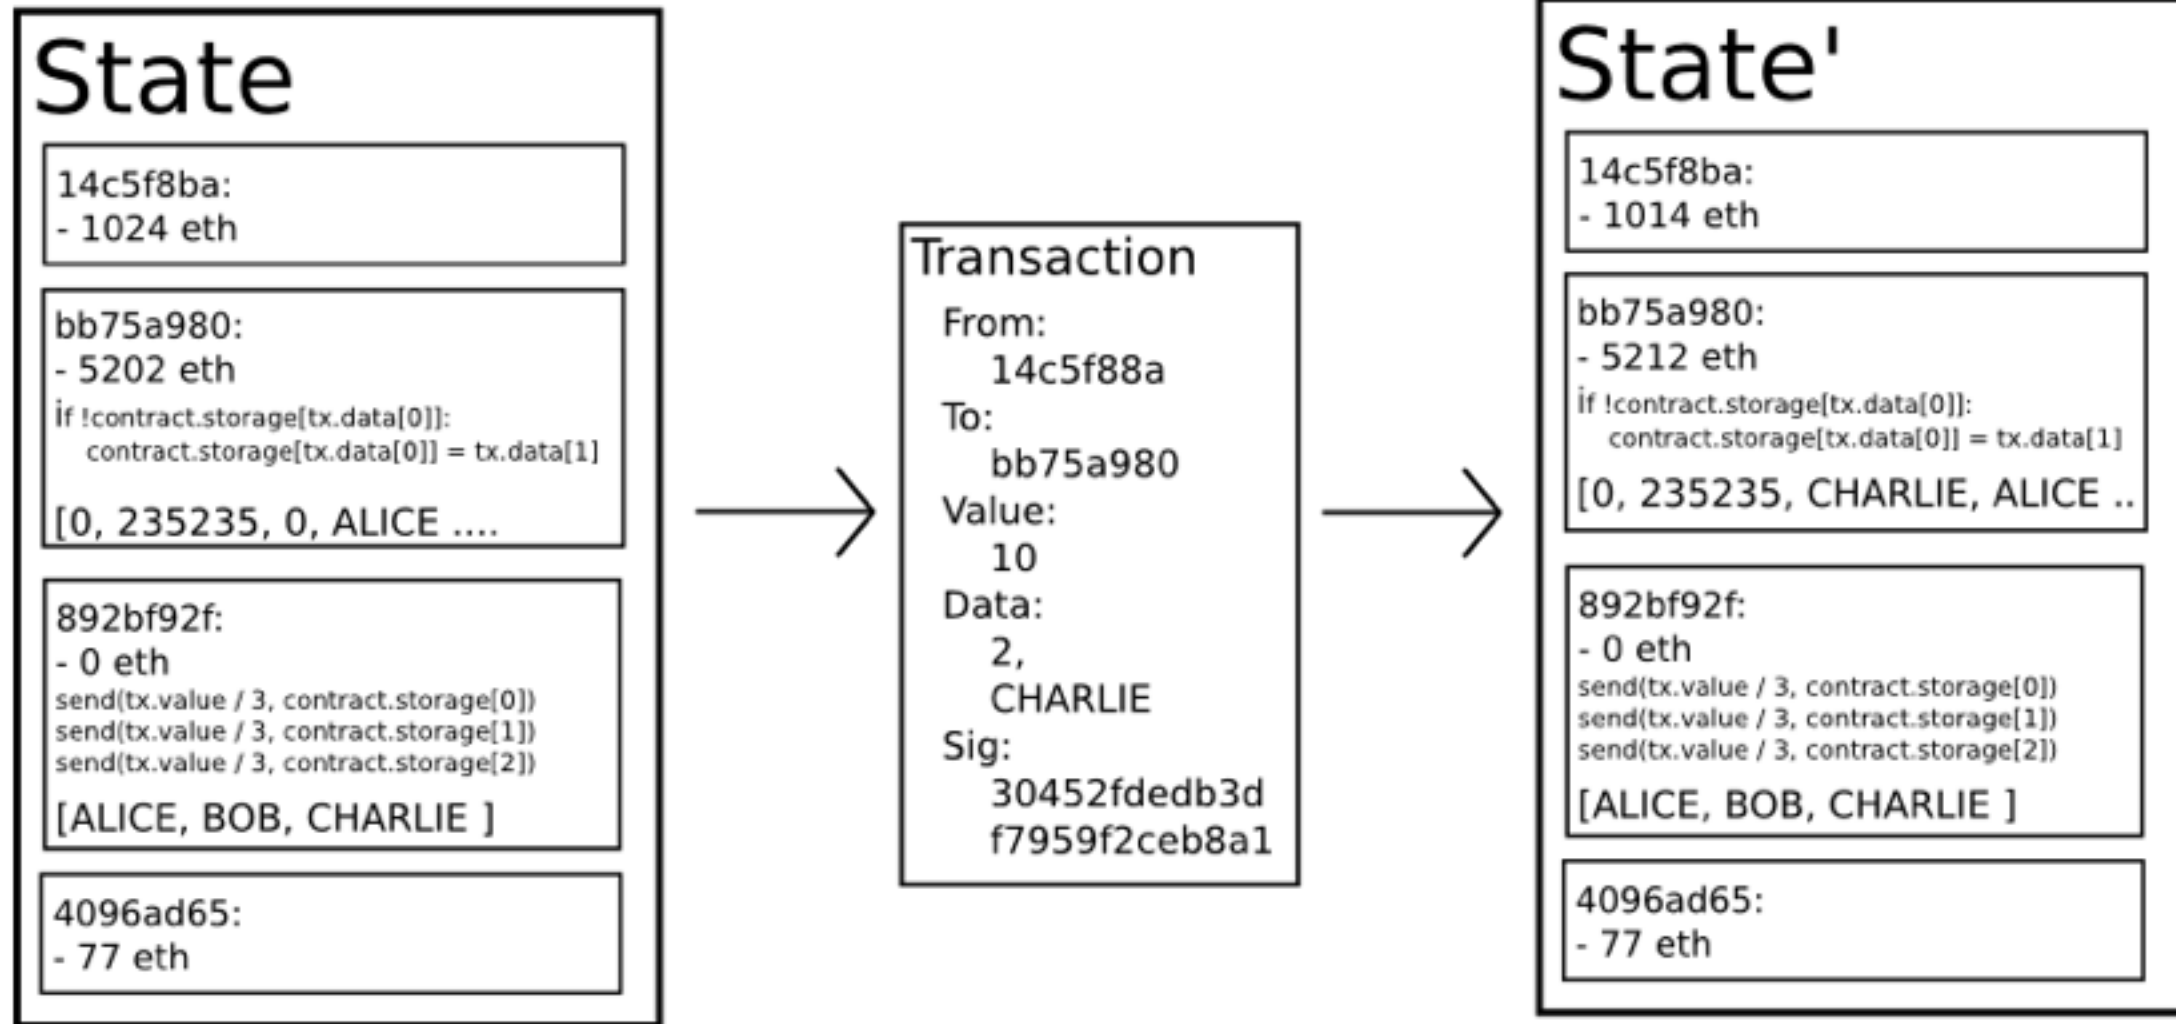 State
14c5f8ba:
- 1024 eth
bb75a980:
- 5202 eth
if !contract.storage[tx.data[0]]:
contract.storage[tx.data[0]] = tx.data[1]
[0, 235235, 0, ALICE ....
892bf92f:
- 0 eth
send(tx.value / 3, contract.storage[0])
send(tx.value / 3, contract.storage[1])
send(tx.value / 3, contract.storage[2])
[ALICE, BOB, CHARLIE ]
4096ad65:
- 77 eth
Transaction
From:
14c5f88a
To:
bb75a980
Value:
10
Data:
2,
CHARLIE
Sig:
30452fdedb3d
f7959f2ceb8a1
State'
14c5f8ba:
- 1014 eth
bb75a980:
- 5212 eth
if !contract.storage[tx.data[0]]:
contract.storage[tx.data[0]] = tx.data[1]
[0, 235235, CHARLIE, ALICE ..
892bf92f:
- 0 eth
send(tx.value / 3, contract.storage[0])
send(tx.value / 3, contract.storage[1])
send(tx.value / 3, contract.storage[2])
[ALICE, BOB, CHARLIE ]
4096ad65:
- 77 eth